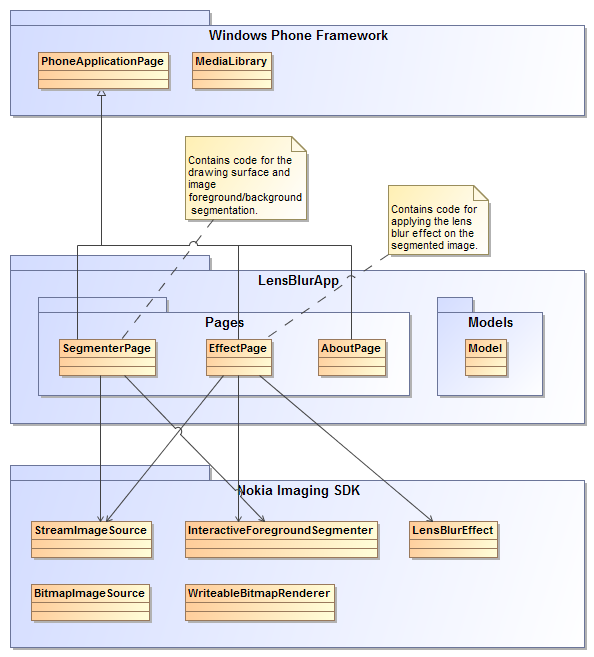 Windows Phone Framework
PhoneApplicationPage
MediaLibrary
Contains code for the
drawing surface and
image
foreground/background
segmentation.
Contains code for
applying the lens
blur effect on the
segmented image.
LensBlurApp
Pages
Models
SegmenterPage
EffectPage
AboutPage
Model
Nokia Imaging SDK
StreamImageSource
InteractiveForegroundSegmenter
LensBlurEffect
BitmapImageSource
WriteableBitmapRenderer